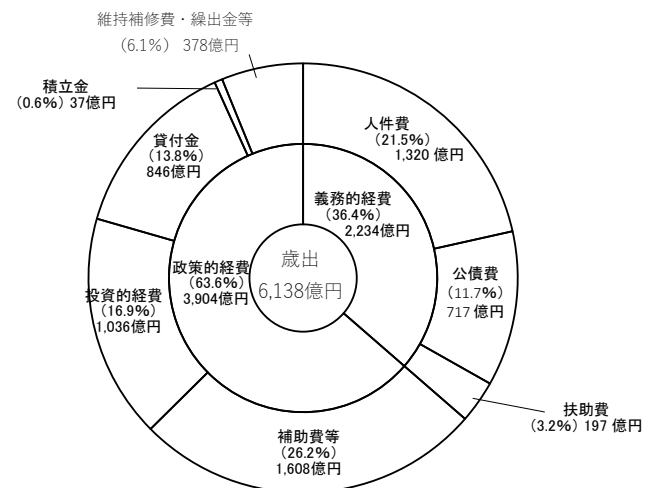 維持補修費・繰出金等
（6.1%） 378億円
積立金
(0.6%) 37億円
貸付金
(13.8%)
846億円
人件費
(21.5%)
1,320 億円
義務的経費
(36.4%)
2,234億円
歳出
6,138億円
政策的経費
(63.6%)
3,904億円
公債費
(11.7%)
717 億円
投資的経費
(16.9%)
1,036億円
扶助費
(3.2%) 197 億円
補助費等
(26.2%)
1,608億円